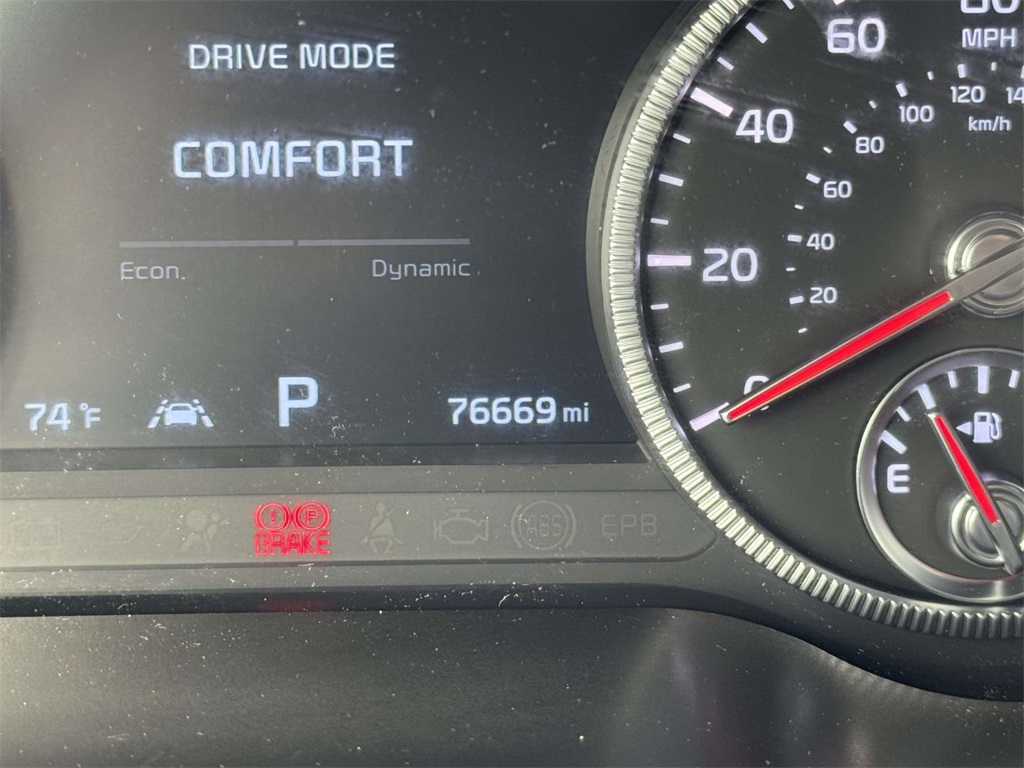 DRIVE MODE
COMFORT
Econ.
Dynamic
74°F
P
76669 mi
BRAKE
P
ABS
EPB
60
MPH
40
20
0
120
100
80
60
40
20
km/h
E